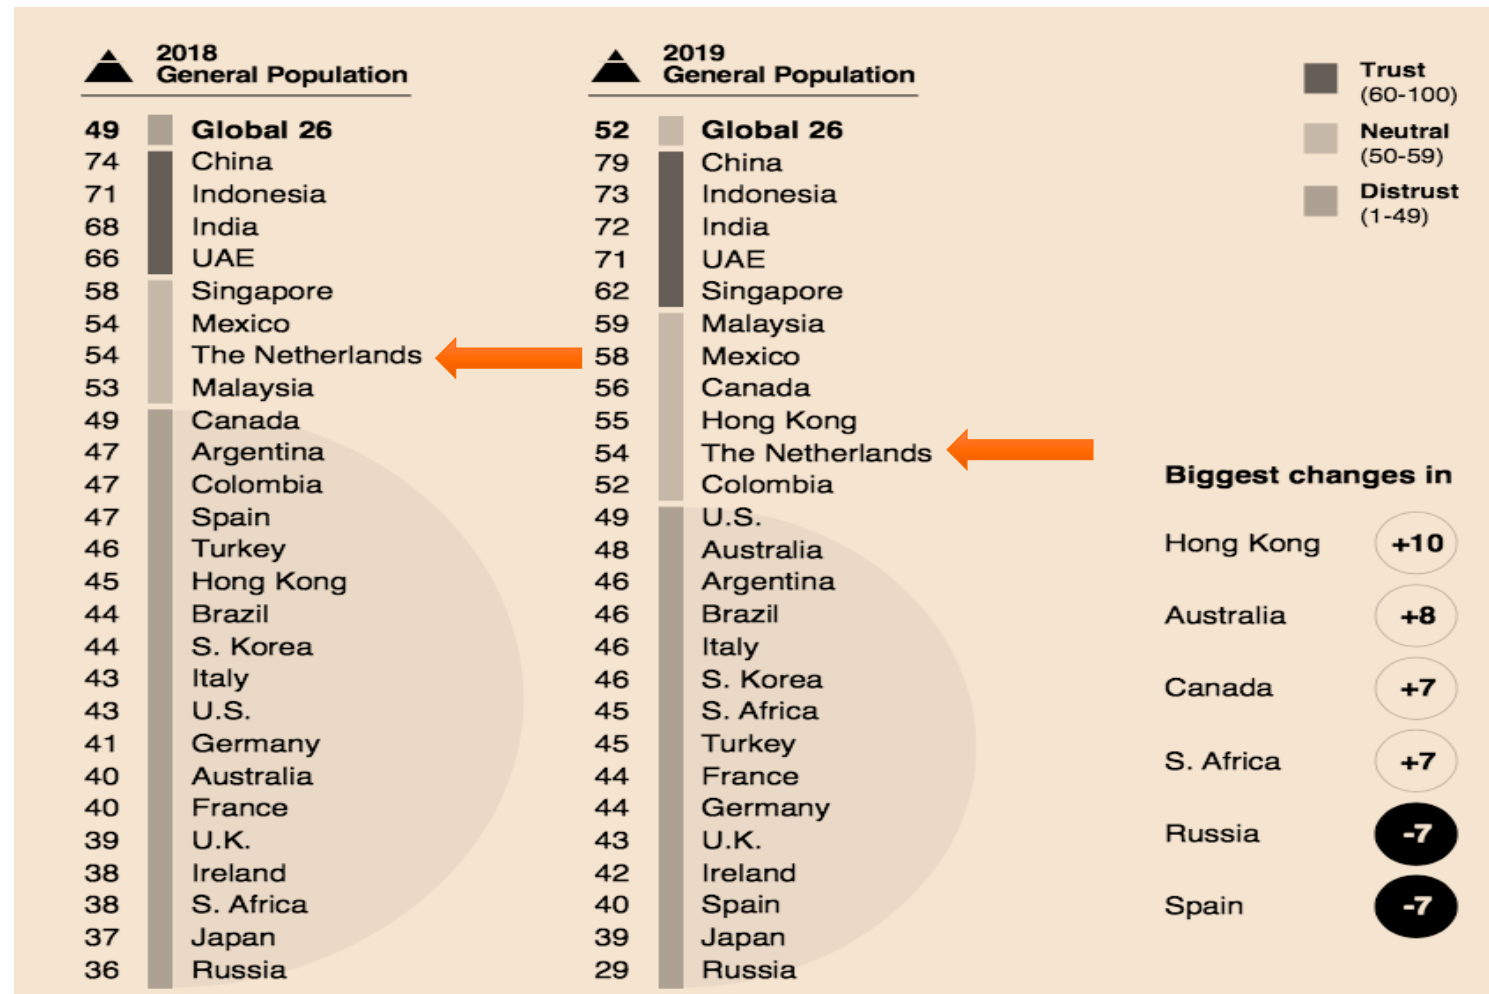 2018
General Population
49 Global 26
74 China
71 Indonesia
68 India
66 UAE
58 Singapore
54 Mexico
54 The Netherlands
53 Malaysia
49 Canada
47 Argentina
47 Colombia
47 Spain
46 Turkey
45 Hong Kong
44 Brazil
44 S. Korea
43 Italy
43 U.S.
41 Germany
40 Australia
40 France
39 U.K.
38 Ireland
38 S. Africa
37 Japan
36 Russia
2019
General Population
52 Global 26
79 China
73 Indonesia
72 India
71 UAE
62 Singapore
59 Malaysia
58 Mexico
56 Canada
55 Hong Kong
54 The Netherlands
52 Colombia
49 U.S.
48 Australia
46 Argentina
46 Brazil
46 Italy
46 S. Korea
45 S. Africa
45 Turkey
44 France
44 Germany
43 U.K.
42 Ireland
40 Spain
39 Japan
29 Russia
Trust
(60-100)
Neutral
(50-59)
Distrust
(1-49)
Biggest changes in
Hong Kong +10
Australia +8
Canada +7
S. Africa +7
Russia -7
Spain -7